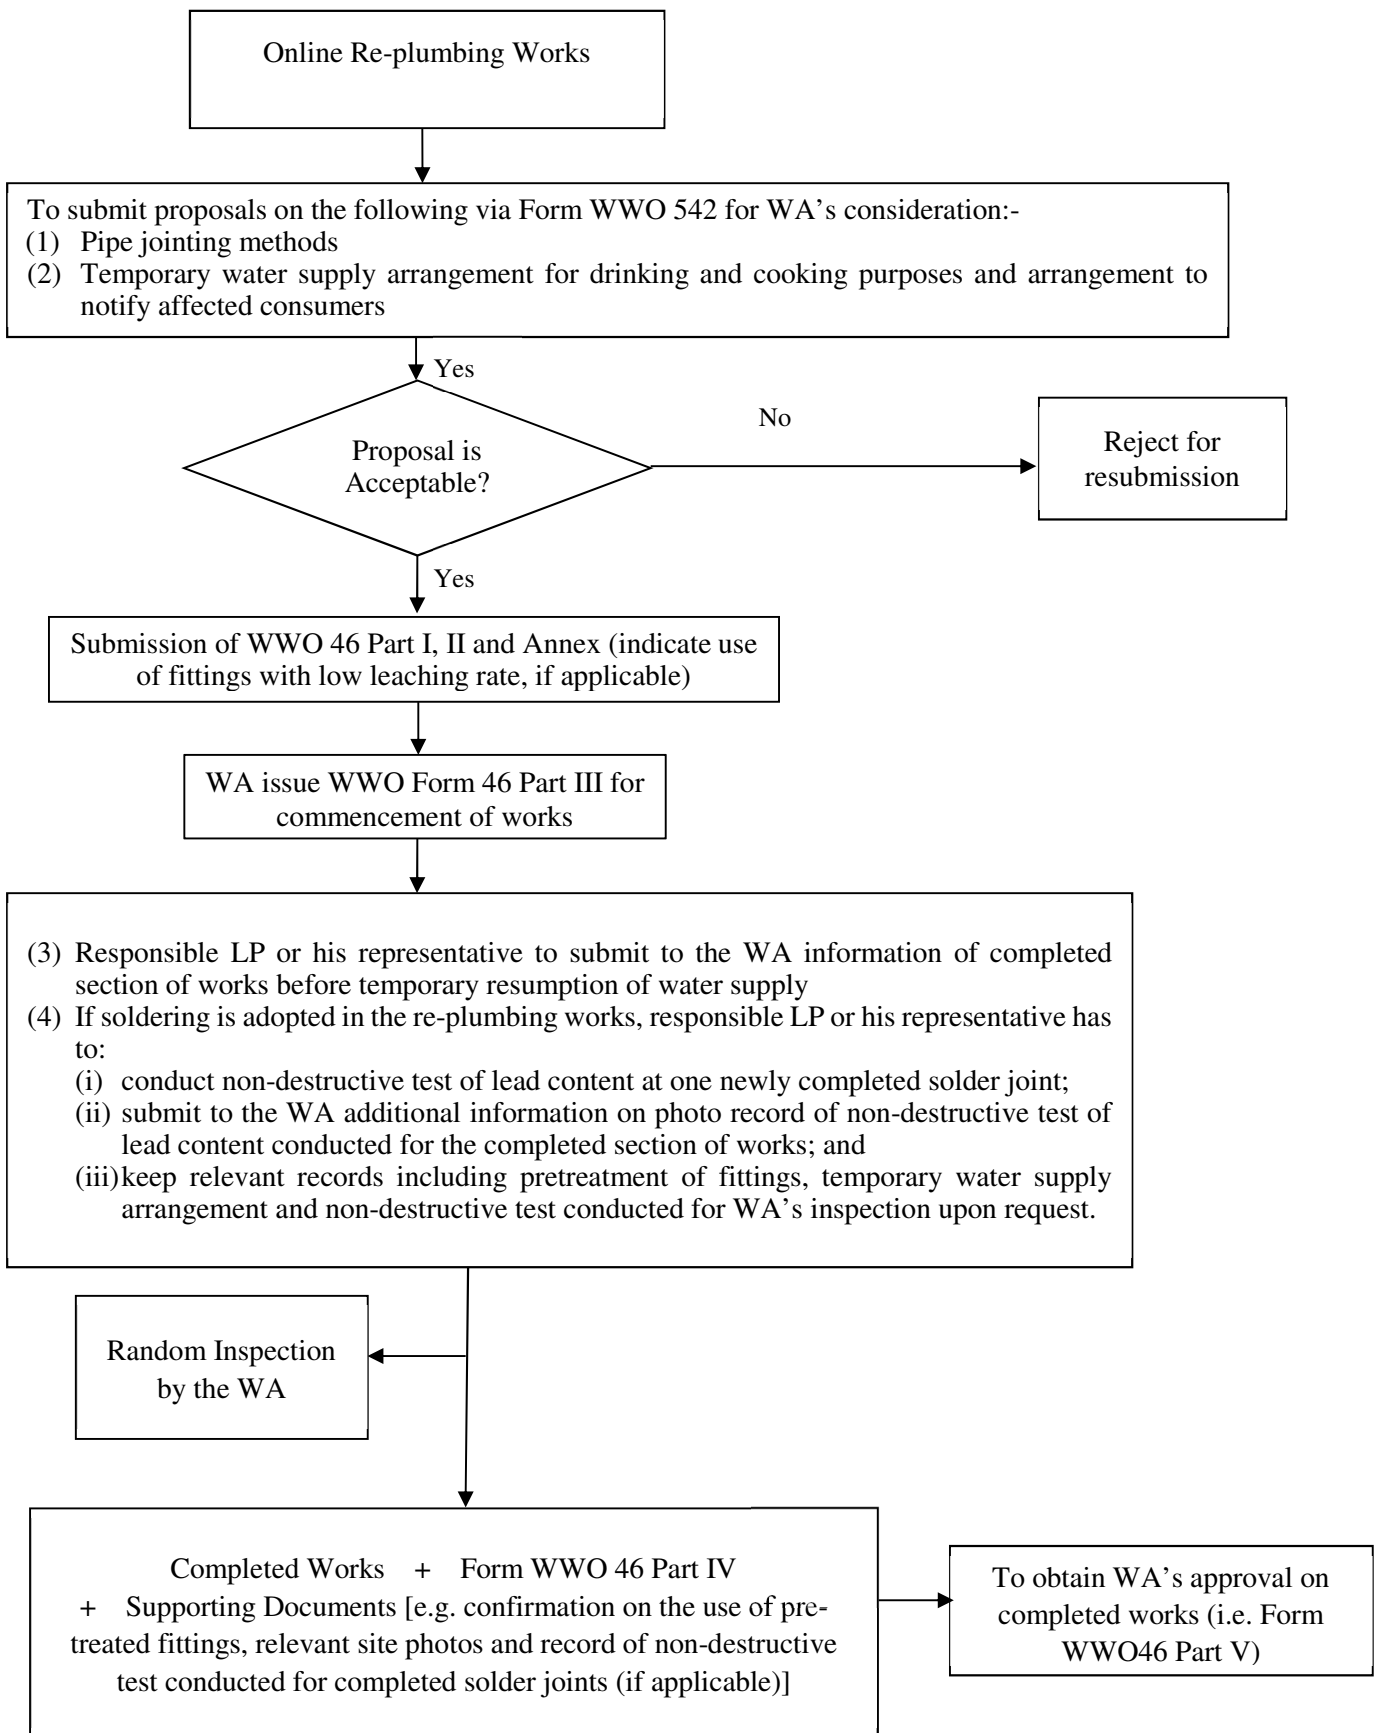 Online Re-plumbing Works
To submit proposals on the following via Form WWO 542 for WA’s consideration:-
(1) Pipe jointing methods
(2) Temporary water supply arrangement for drinking and cooking purposes and arrangement to
notify affected consumers
Yes
No
Proposal is
Acceptable?
Reject for
resubmission
Yes
Submission of WWO 46 Part I, II and Annex (indicate use
of fittings with low leaching rate, if applicable)
WA issue WWO Form 46 Part III for
commencement of works
(3) Responsible LP or his representative to submit to the WA information of completed
section of works before temporary resumption of water supply
(4) If soldering is adopted in the re-plumbing works, responsible LP or his representative has
to:
(i) conduct non-destructive test of lead content at one newly completed solder joint;
(ii) submit to the WA additional information on photo record of non-destructive test of
lead content conducted for the completed section of works; and
(iii) keep relevant records including pretreatment of fittings, temporary water supply
arrangement and non-destructive test conducted for WA’s inspection upon request.
Random Inspection
by the WA
Completed Works + Form WWO 46 Part IV
+ Supporting Documents [e.g. confirmation on the use of pre-
treated fittings, relevant site photos and record of non-destructive
test conducted for completed solder joints (if applicable)]
To obtain WA’s approval on
completed works (i.e. Form
WWO46 Part V)